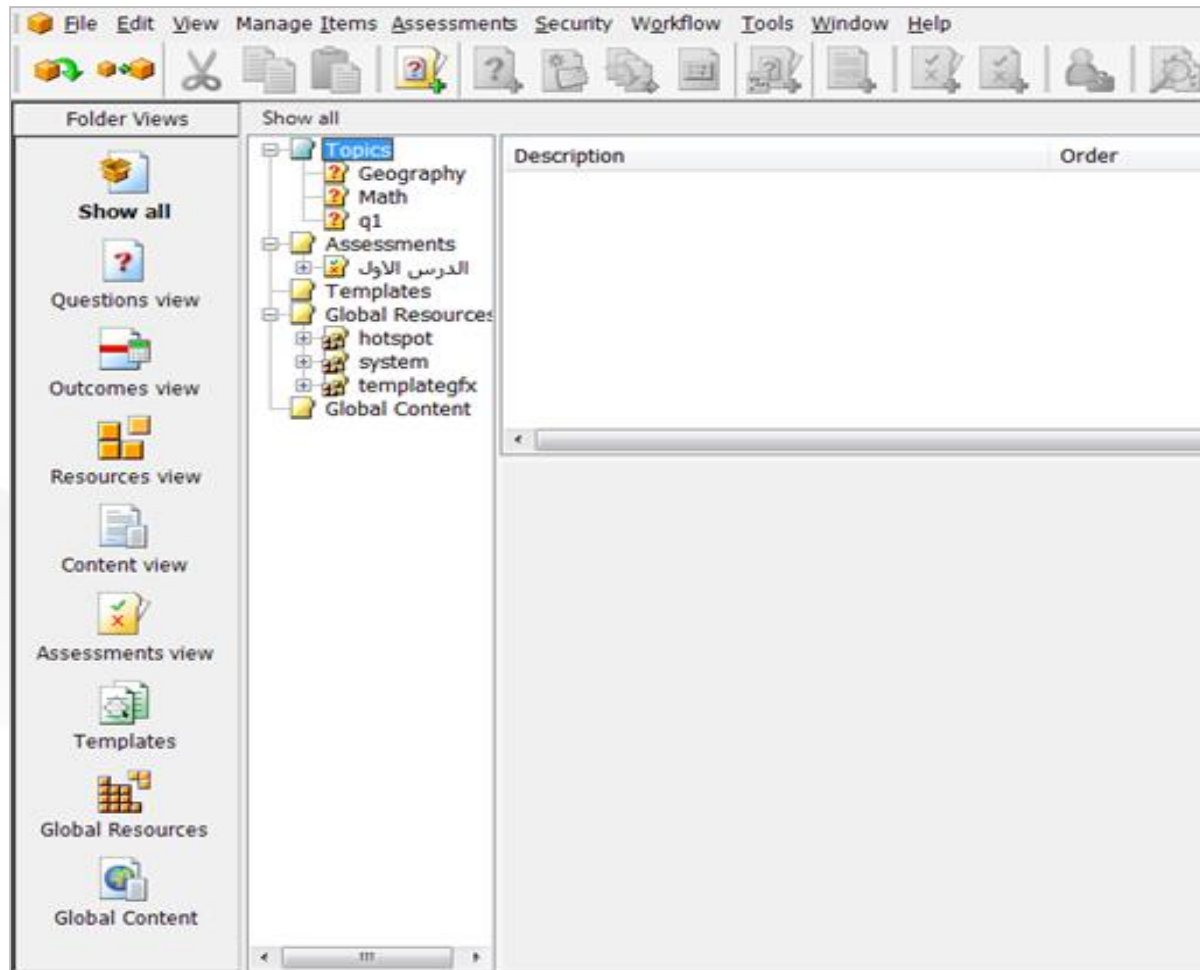 File Edit View Manage Items Assessments Security Workflow Tools Window Help
Folder Views
Show all
Questions view
Outcomes view
Resources view
Content view
Assessments view
Templates
Global Resources
Global Content
Show all
Topics
Geography
Math
q1
Assessments
الدرس الاول
Templates
Global Resources
hotspot
system
templategfx
Global Content
Description Order